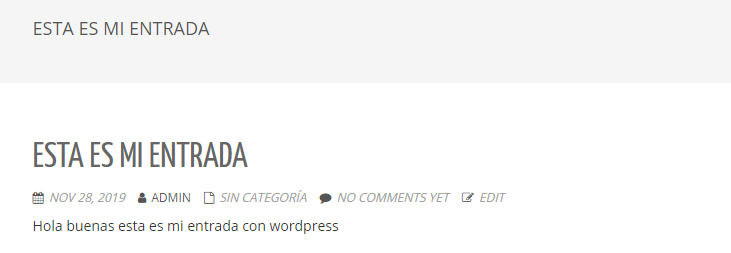 ESTA ES MI ENTRADA
ESTA ES MI ENTRADA
NOV 28, 2019 ADMIN SIN CATEGORÍA NO COMMENTS YET EDIT
Hola buenas esta es mi entrada con wordpress